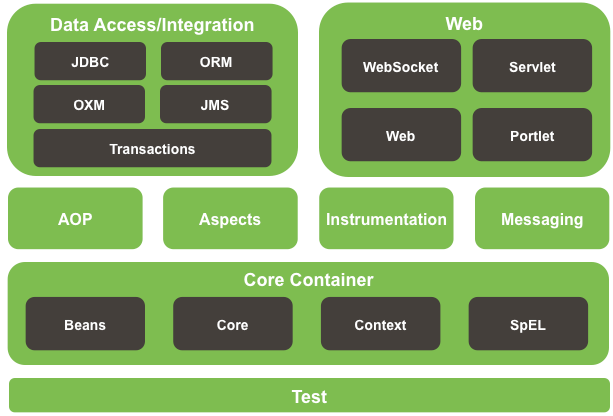 Data Access/Integration
JDBC
ORM
OXM
JMS
Transactions
Web
WebSocket
Servlet
Web
Portlet
AOP
Aspects
Instrumentation
Messaging
Core Container
Beans
Core
Context
SpEL
Test